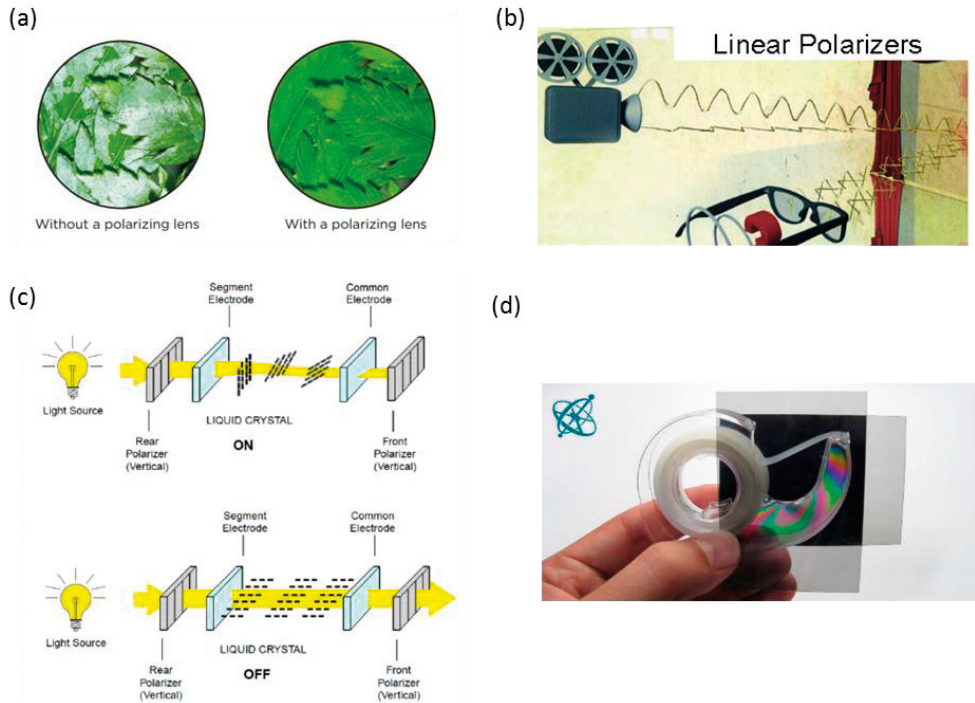 (a)
Without a polarizing lens
With a polarizing lens
(b)
Linear Polarizers
(c)
Segment
Electrode
Common
Electrode
Light Source
LIQUID CRYSTAL
ON
Rear
Polarizer
(Vertical)
Front
Polarizer
(Vertical)
Segment
Electrode
Common
Electrode
Light Source
LIQUID CRYSTAL
OFF
Rear
Polarizer
(Vertical)
Front
Polarizer
(Vertical)
(d)